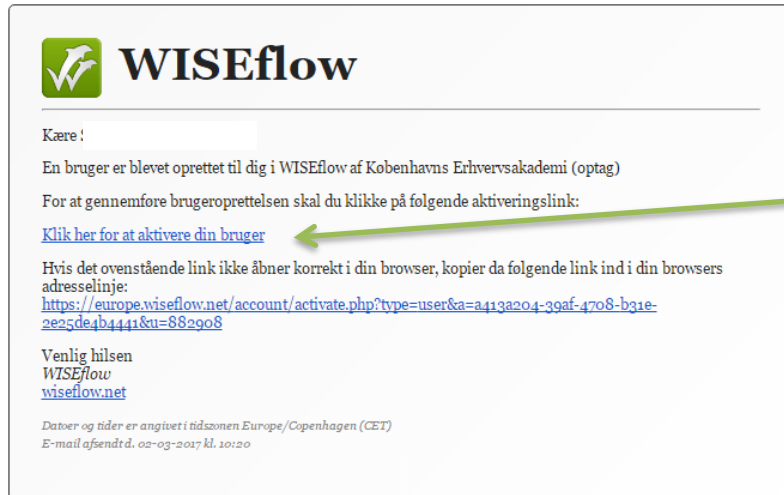 WISEflow
Kære
En bruger er blevet oprettet til dig i WISEflow af Københavns Erhvervsakademi (optag)
For at gennemføre brugeroprettelsen skal du klikke på følgende aktiveringslink:
Klik her for at aktivere din bruger
Hvis det ovenstående link ikke åbner korrekt i din browser, kopier da følgende link ind i din browsers
adresselinje:
https://europe.wiseflow.net/account/activate.php?type=user&a=a413a204-39af-4708-b31e-
2e25de4b4441&u=882908
Venlig hilsen
WISEflow
wiseflow.net
Datoer og tider er angivet i tidszonen Europe/Copenhagen (CET)
E-mail afsendt d. 02-03-2017 kl. 10:20